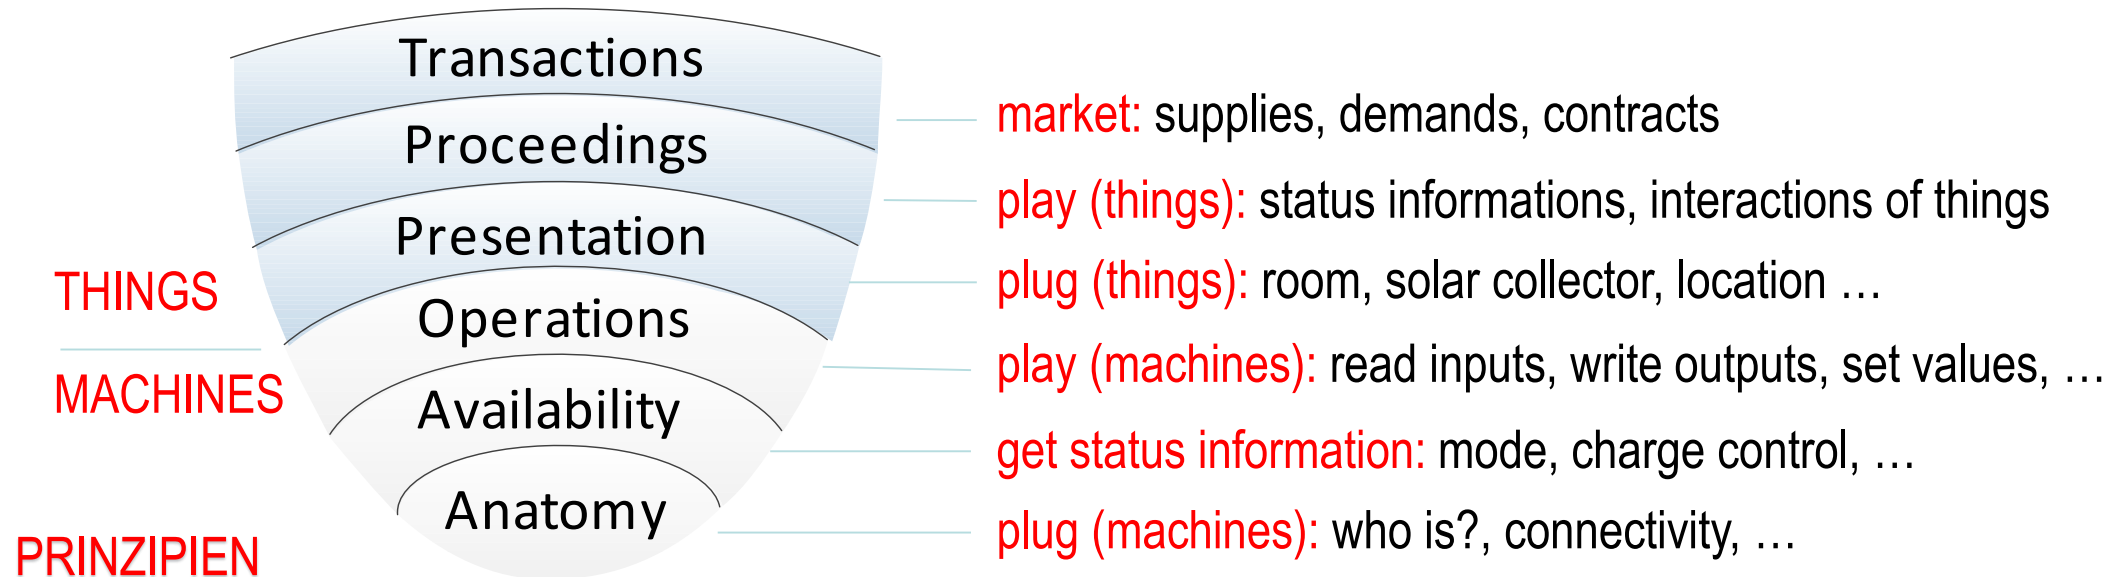 Transactions
market: supplies, demands, contracts
Proceedings
play (things): status informations, interactions of things
Presentation
plug (things): room, solar collector, location …
THINGS
Operations
play (machines): read inputs, write outputs, set values, …
MACHINES
Availability
get status information: mode, charge control, …
Anatomy
plug (machines): who is?, connectivity, …
PRINZIPIEN